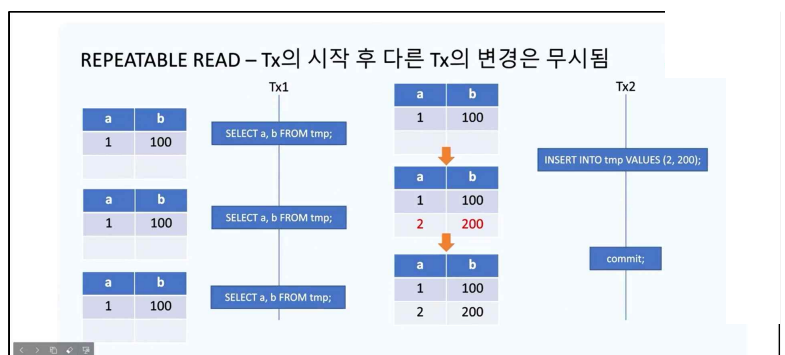 REPEATABLE READ – Tx의 시작 후 다른 Tx의 변경은 무시됨
Tx1
a b
1 100
SELECT a, b FROM tmp;
a b
1 100
SELECT a, b FROM tmp;
a b
1 100
SELECT a, b FROM tmp;
a b
1 100
a b
1 100
2 200
a b
1 100
2 200
Tx2
INSERT INTO tmp VALUES (2, 200);
commit;